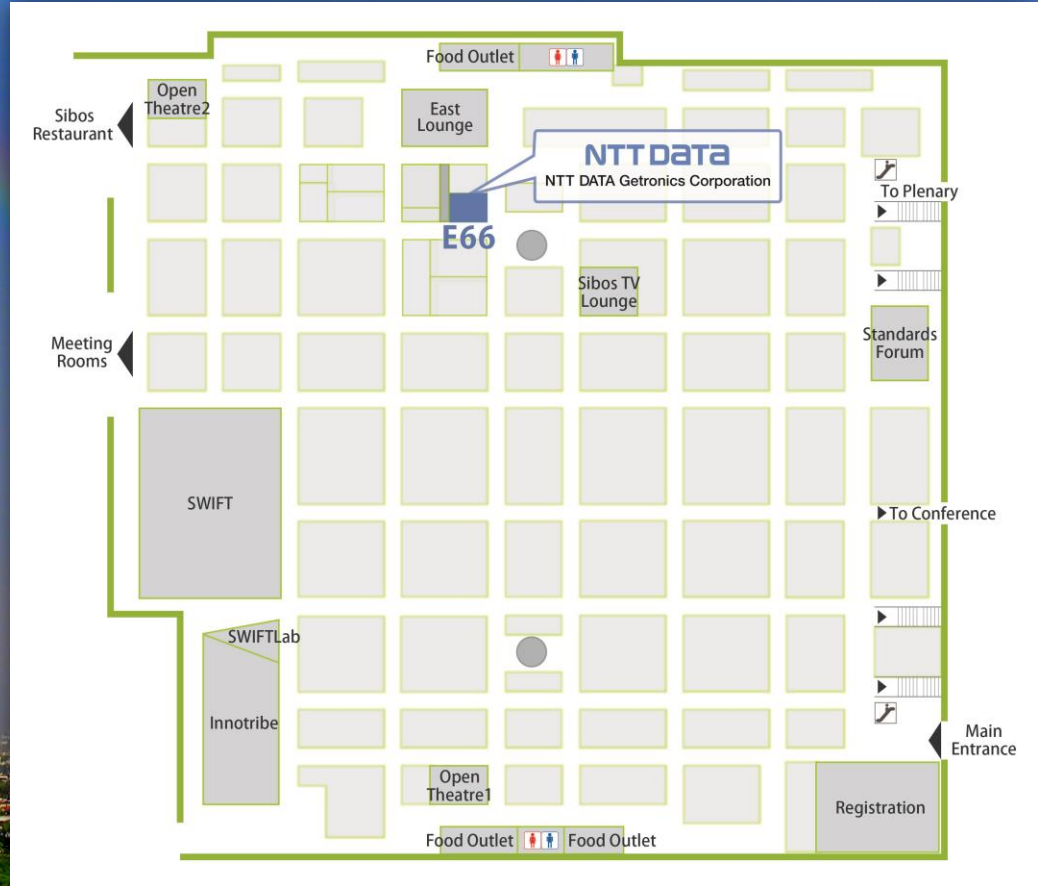 Food Outlet
Open
Theatre2
Sibos
Restaurant
East
Lounge
NTT DATA
NTT DATA Getronics Corporation
To Plenary
E66
Sibos TV
Lounge
Meeting
Rooms
Standards
Forum
SWIFT
To Conference
SWIFTLab
Innotribe
Main
Entrance
Open
Theatre1
Registration
Food Outlet
Food Outlet